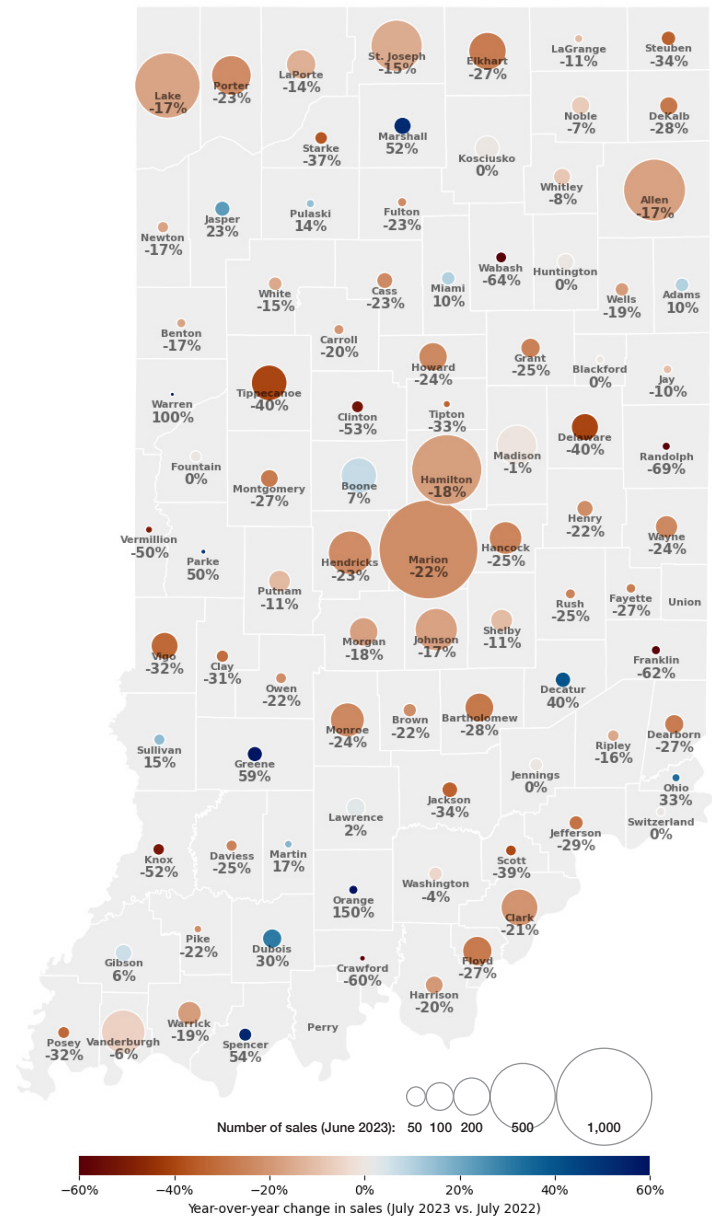 St. Joseph
-15%
Elkhart
-27%
LaGrange
-11%
Steuben
-34%
Lake
-17%
Porter
-23%
LaPorte
-14%
Noble
-7%
DeKalb
-28%
Marshall
52%
Starke
-37%
Kosciusko
0%
Whitley
-8%
Allen
-17%
Newton
-17%
Jasper
23%
Pulaski
14%
Fulton
-23%
Wabash
-64%
Huntington
0%
White
-15%
Cass
-23%
Miami
10%
Wells
-19%
Adams
10%
Benton
-17%
Carroll
-20%
Howard
-24%
Grant
-25%
Blackford
0%
Jay
-10%
Warren
100%
Tippecanoe
-40%
Clinton
-53%
Tipton
-33%
Delaware
-40%
Randolph
-69%
Fountain
0%
Montgomery
-27%
Boone
7%
Hamilton
-18%
Madison
-1%
Vermillion
-50%
Parke
50%
Hendricks
-23%
Marion
-22%
Hancock
-25%
Henry
-22%
Wayne
-24%
Putnam
-11%
Rush
-25%
Fayette
-27%
Union
Morgan
-18%
Johnson
-17%
Shelby
-11%
Vigo
-32%
Clay
-31%
Owen
-22%
Franklin
-62%
Decatur
40%
Monroe
-24%
Brown
-22%
Bartholomew
-28%
Sullivan
15%
Greene
59%
Ripley
-16%
Dearborn
-27%
Jennings
0%
Ohio
33%
Lawrence
2%
Jackson
-34%
Switzerland
0%
Jefferson
-29%
Knox
-52%
Daviess
-25%
Martin
17%
Scott
-39%
Orange
150%
Washington
-4%
Clark
-21%
Gibson
6%
Pike
-22%
Dubois
30%
Crawford
-60%
Floyd
-27%
Harrison
-20%
Posey
-32%
Vanderburgh
-6%
Warrick
-19%
Spencer
54%
Perry
Number of sales (June 2023): 50 100 200 500 1,000
−60% −40% −20% 0% 20% 40% 60%
Year-over-year change in sales (July 2023 vs. July 2022)